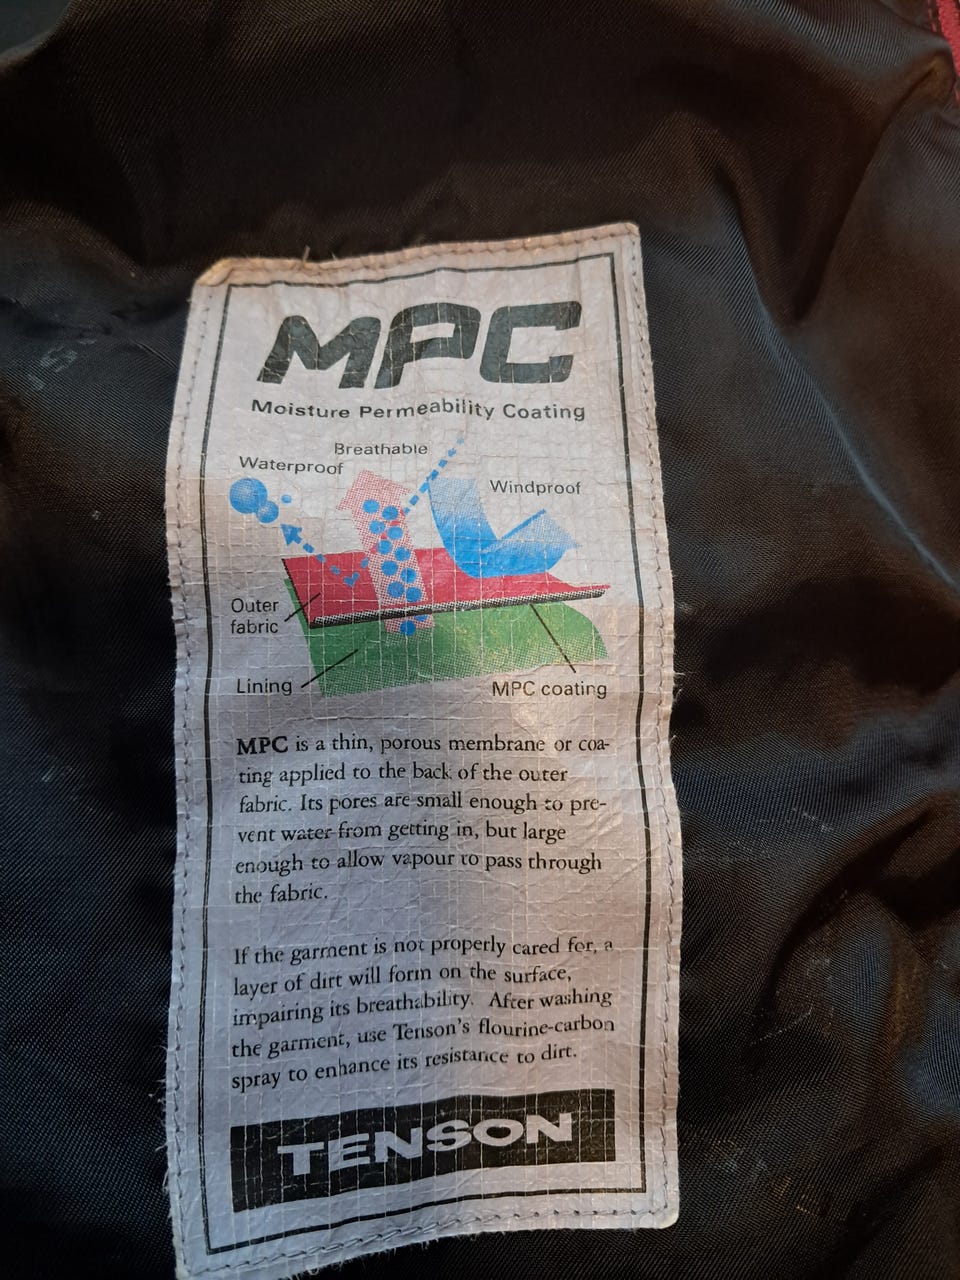 MPC
Moisture Permeability Coating
Breathable
Waterproof
Windproof
Outer
fabric
Lining
MPC coating
MPC is a thin, porous membrane or coa-
ting applied to the back of the outer
fabric. Its pores are small enough to pre-
vent water from getting in, but large
enough to allow vapour to pass through
the fabric.
If the garment is not properly cared for, a
layer of dirt will form on the surface,
impairing its breathability. After washing
the garment, use Tenson's flourine-carbon
spray to enhance its resistance to dirt.
TENSON